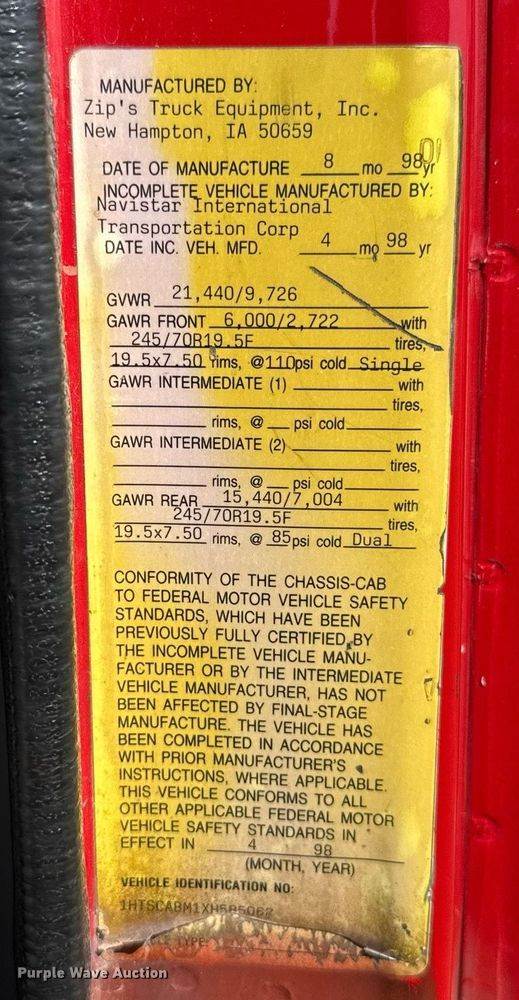 MANUFACTURED BY:
Zip's Truck Equipment, Inc.
New Hampton, IA 50659
DATE OF MANUFACTURE 8 mo 98 yr
INCOMPLETE VEHICLE MANUFACTURED BY:
Navistar International
Transportation Corp
DATE INC. VEH. MFD. 4 mo 98 yr
GVWR 21,440/9,726
GAWR FRONT 6,000/2,722 with
245/70R19.5F tires,
19.5x7.50 rims, @110psi cold Single
GAWR INTERMEDIATE (1) with
tires,
rims, @ psi cold
GAWR INTERMEDIATE (2) with
tires,
rims, @ psi cold
GAWR REAR 15,440/7,004 with
245/70R19.5F tires,
19.5x7.50 rims, @ 85psi cold Dual
CONFORMITY OF THE CHASSIS-CAB
TO FEDERAL MOTOR VEHICLE SAFETY
STANDARDS, WHICH HAVE BEEN
PREVIOUSLY FULLY CERTIFIED BY
THE INCOMPLETE VEHICLE MANU-
FACTURER OR BY THE INTERMEDIATE
VEHICLE MANUFACTURER, HAS NOT
BEEN AFFECTED BY FINAL-STAGE
MANUFACTURE. THE VEHICLE HAS
BEEN COMPLETED IN ACCORDANCE
WITH PRIOR MANUFACTURER'S
INSTRUCTIONS, WHERE APPLICABLE.
THIS VEHICLE CONFORMS TO ALL
OTHER APPLICABLE FEDERAL MOTOR
VEHICLE SAFETY STANDARDS IN
EFFECT IN 4 98
(MONTH, YEAR)
VEHICLE IDENTIFICATION NO:
TYPE:
Purple Wave Auction